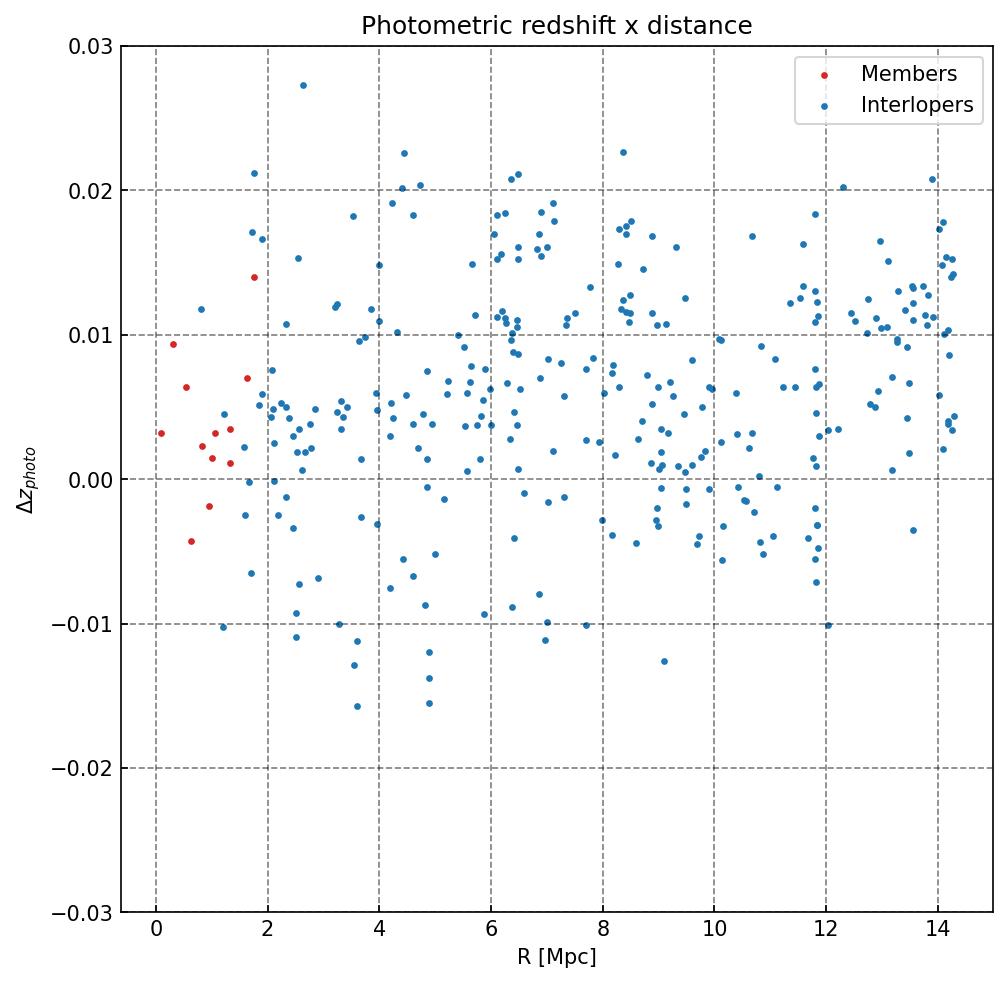 Photometric redshift x distance
Members
Interlopers
0.03
0.02
0.01
0.00
−0.01
−0.02
−0.03
Δz_photo
0 2 4 6 8 10 12 14
R [Mpc]